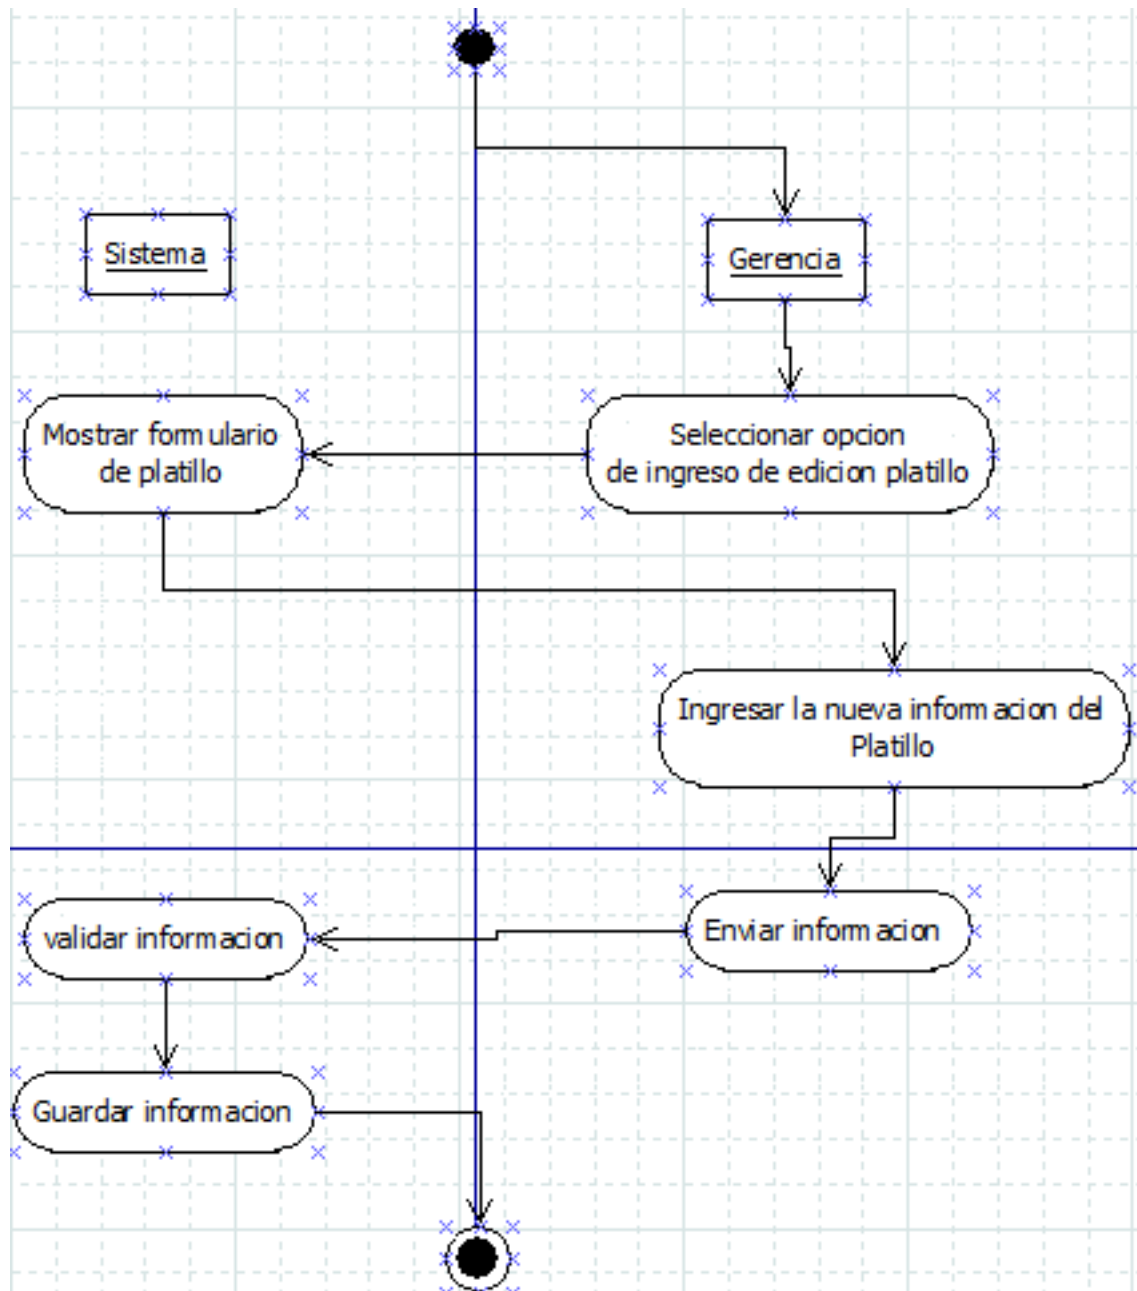 Sistema
Gerencia
Mostrar formulario
de platillo
Seleccionar opcion
de ingreso de edicion platillo
Ingresar la nueva informacion del
Platillo
validar informacion
Enviar informacion
Guardar informacion